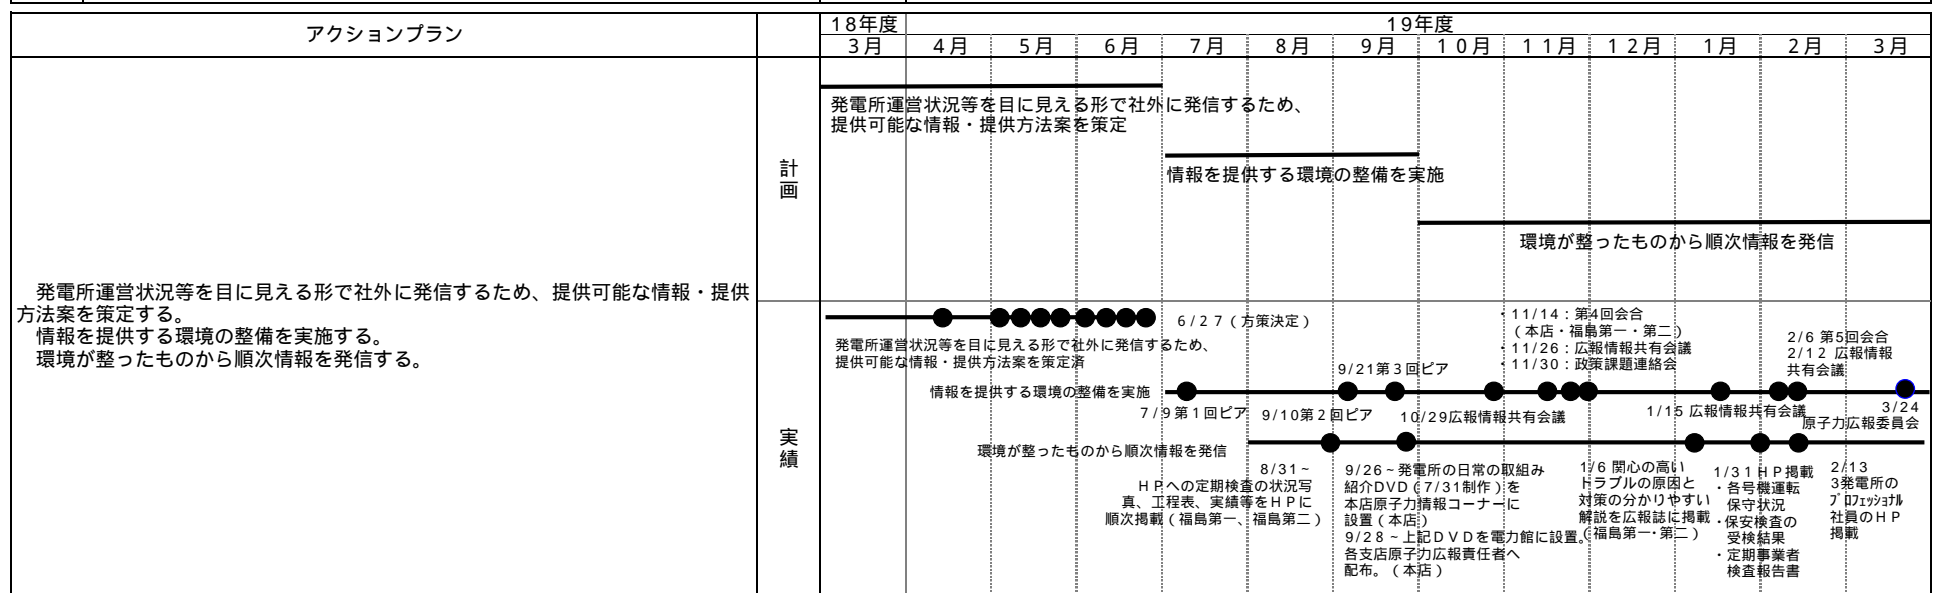 アクションプラン
18年度
19年度
3月 4月 5月 6月 7月 8月 9月 10月 11月 12月 1月 2月 3月
発電所運営状況等を目に見える形で社外に発信するため、提供可能な情報・提供
方法案を策定する。
情報を提供する環境の整備を実施する。
環境が整ったものから順次情報を発信する。
計画
発電所運営状況等を目に見える形で社外に発信するため、
提供可能な情報・提供方法案を策定
情報を提供する環境の整備を実施
環境が整ったものから順次情報を発信
実績
6/27(方策決定)
発電所運営状況等を目に見える形で社外に発信するため、
提供可能な情報・提供方法案を策定済
情報を提供する環境の整備を実施
7/9第1回ピア
9/10第2回ピア
9/21第3回ピア
10/29広報情報共有会議
・11/14:第4回会合
(本店・福島第一・第二)
・11/26:広報情報共有会議
・11/30:政策課題連絡会
1/15 広報情報共有会議
2/6 第5回会合
2/12 広報情報
共有会議
3/24
原子力広報委員会
環境が整ったものから順次情報を発信
8/31~
HPへの定期検査の状況写
真、工程表、実績等をHPに
順次掲載(福島第一、福島第二)
9/26~発電所の日常の取組み
紹介DVD(7/31制作)を
本店原子力情報コーナーに
設置(本店)
9/28~上記DVDを電力館に設置。
各支店原子力広報責任者へ
配布。(本店)
1/6 関心の高い
トラブルの原因と
対策の分かりやすい
解説を広報誌に掲載
(福島第一・第二)
1/31HP掲載
・各号機運転
保守状況
・保安検査の
受検結果
・定期事業者
検査報告書
2/13
3発電所の
プロフェッショナル
社員のHP
掲載